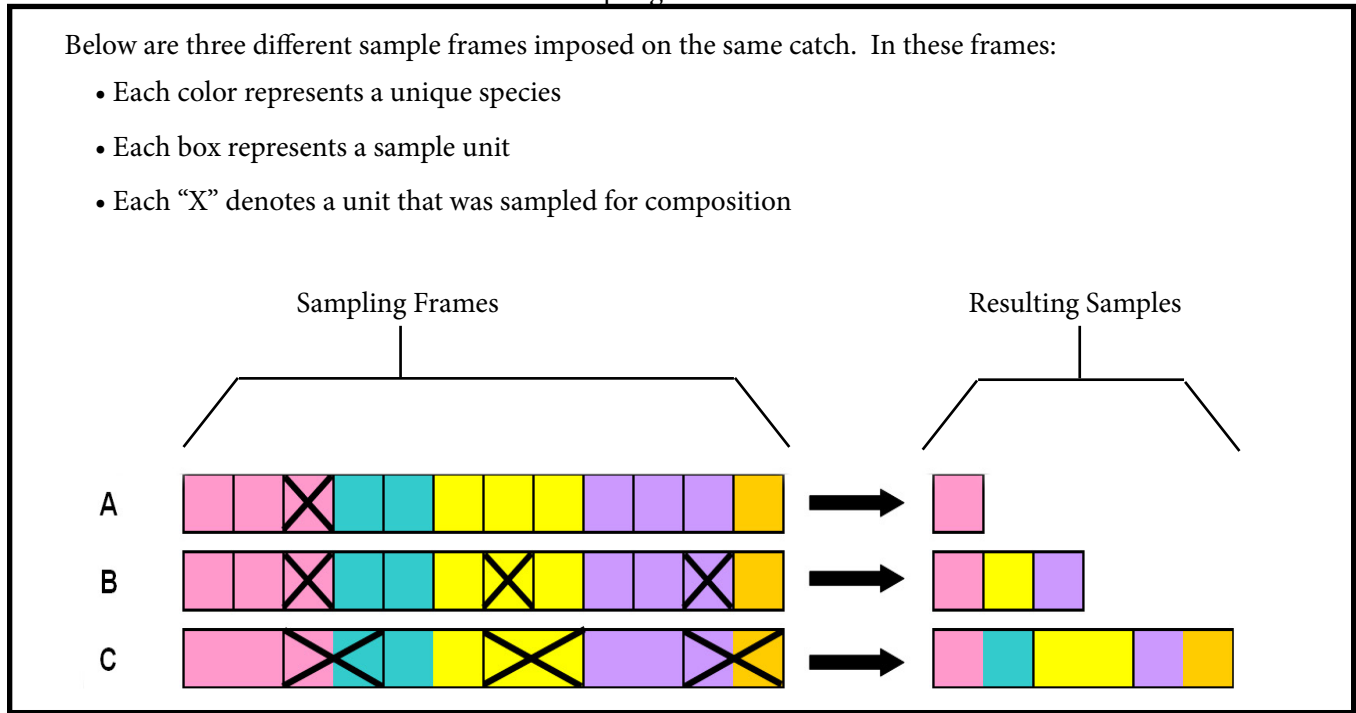 Below are three different sample frames imposed on the same catch.  In these frames:
• Each color represents a unique species
• Each box represents a sample unit
• Each “X” denotes a unit that was sampled for composition
Sampling Frames
Resulting Samples
A
B
C